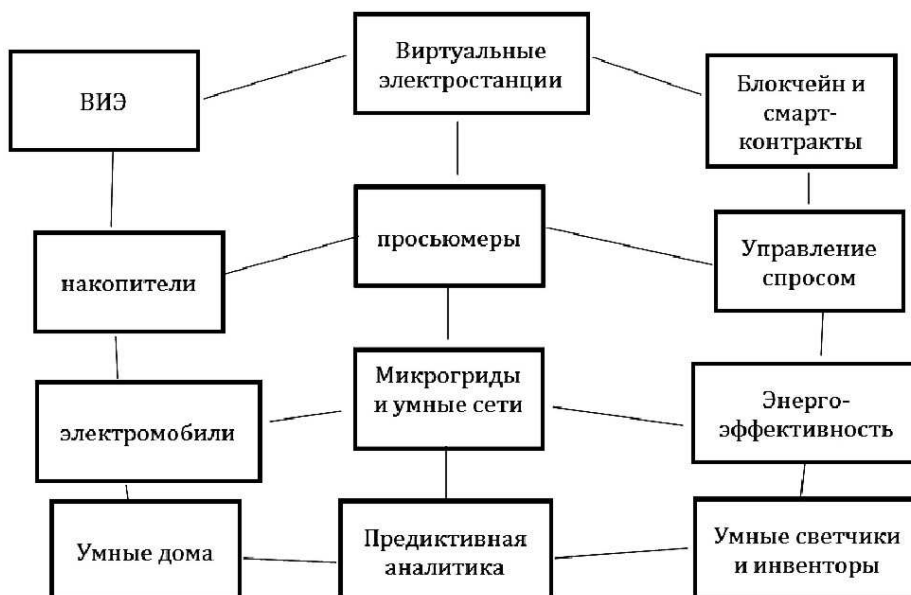 Виртуальные
электростанции
ВИЭ
Блокчейн и
смарт-
контракты
просьюмеры
накопители
Управление
спросом
Микрогриды
и умные сети
электромобили
Энерго-
эффективность
Умные дома
Предиктивная
аналитика
Умные светчики
и инвенторы